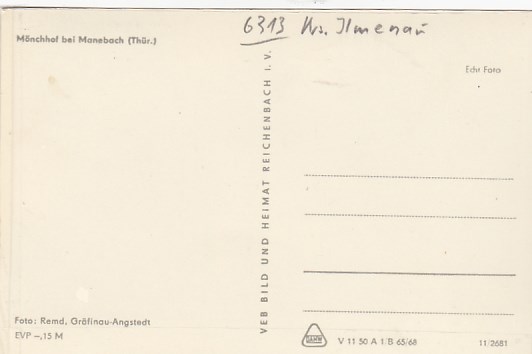 6313 Krs. Ilmenau
Mönchhof bei Manebach (Thür.)
Echt Foto
VEB BILD UND HEIMAT REICHENBACH I. V.
Foto: Remd, Gräfinau-Angstedt
EVP –,15 M
V 11 50 A 1/B 65/68
11/2681